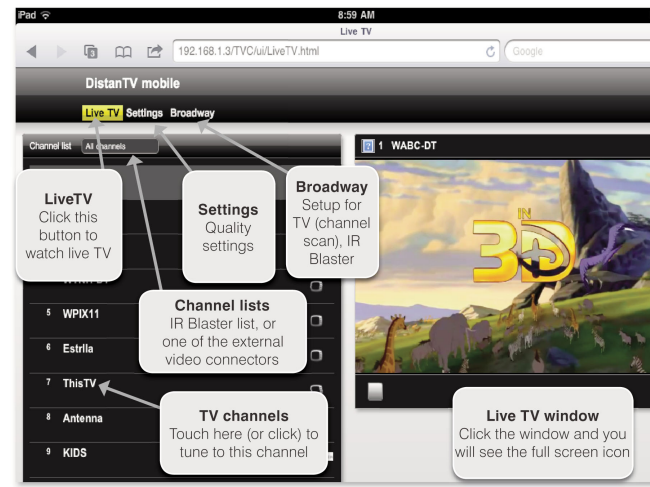 iPad 8:59 AM
Live TV
3 192.168.1.3/TVC/ui/LiveTV.html Google
DistanTV mobile
Live TV Settings Broadway
Channel list All channels
? 1 WABC-DT
LiveTV
Click this
button to
watch live TV
Settings
Quality
settings
Broadway
Setup for
TV (channel
scan), IR
Blaster
IN
3D
Channel lists
IR Blaster list, or
one of the external
video connectors
5 WPIX11
6 Estrlla
7 ThisTV
8 Antenna
9 KIDS
TV channels
Touch here (or click) to
tune to this channel
Live TV window
Click the window and you
will see the full screen icon